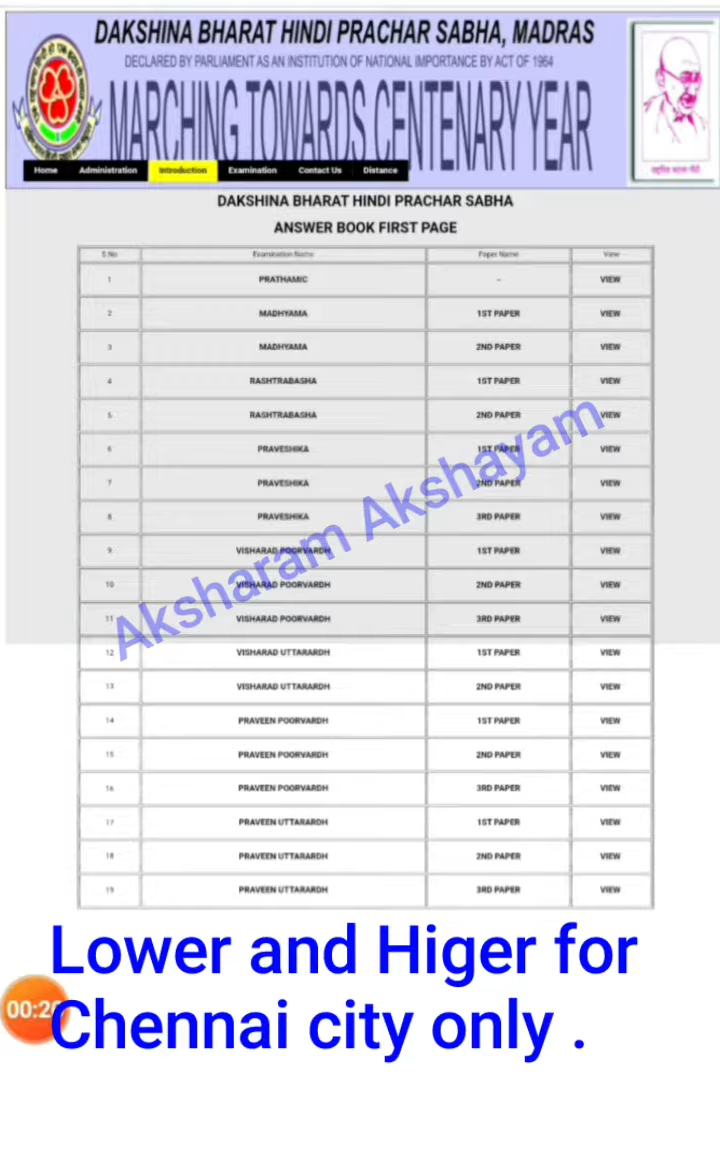 DAKSHINA BHARAT HINDI PRACHAR SABHA, MADRAS
DECLARED BY PARLIAMENT AS AN INSTITUTION OF NATIONAL IMPORTANCE BY ACT OF 1964
MARCHING TOWARDS CENTENARY YEAR
Home Administration Introduction Examination Contact Us Distance
DAKSHINA BHARAT HINDI PRACHAR SABHA
ANSWER BOOK FIRST PAGE
S.No Examination Name Paper Name View
1 PRATHAMIC - VIEW
2 MADHYAMA 1ST PAPER VIEW
3 MADHYAMA 2ND PAPER VIEW
4 RASHTRABASHA 1ST PAPER VIEW
5 RASHTRABASHA 2ND PAPER VIEW
6 PRAVESHIKA 1ST PAPER VIEW
7 PRAVESHIKA 2ND PAPER VIEW
8 PRAVESHIKA 3RD PAPER VIEW
9 VISHARAD POORVARDH 1ST PAPER VIEW
10 VISHARAD POORVARDH 2ND PAPER VIEW
11 VISHARAD POORVARDH 3RD PAPER VIEW
12 VISHARAD UTTARARDH 1ST PAPER VIEW
13 VISHARAD UTTARARDH 2ND PAPER VIEW
14 PRAVEEN POORVARDH 1ST PAPER VIEW
15 PRAVEEN POORVARDH 2ND PAPER VIEW
16 PRAVEEN POORVARDH 3RD PAPER VIEW
17 PRAVEEN UTTARARDH 1ST PAPER VIEW
18 PRAVEEN UTTARARDH 2ND PAPER VIEW
19 PRAVEEN UTTARARDH 3RD PAPER VIEW
Aksharam Akshayam
Lower and Higer for
Chennai city only .